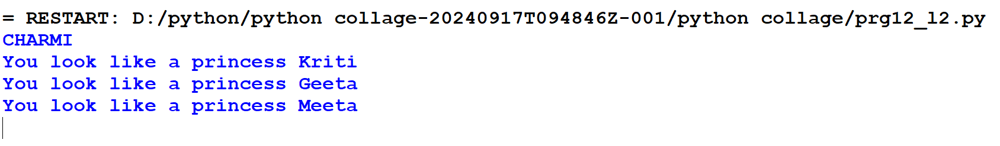 = RESTART: D:/python/python collage-20240917T094846Z-001/python collage/prg12_l2.py
CHARMI
You look like a princess Kriti
You look like a princess Geeta
You look like a princess Meeta